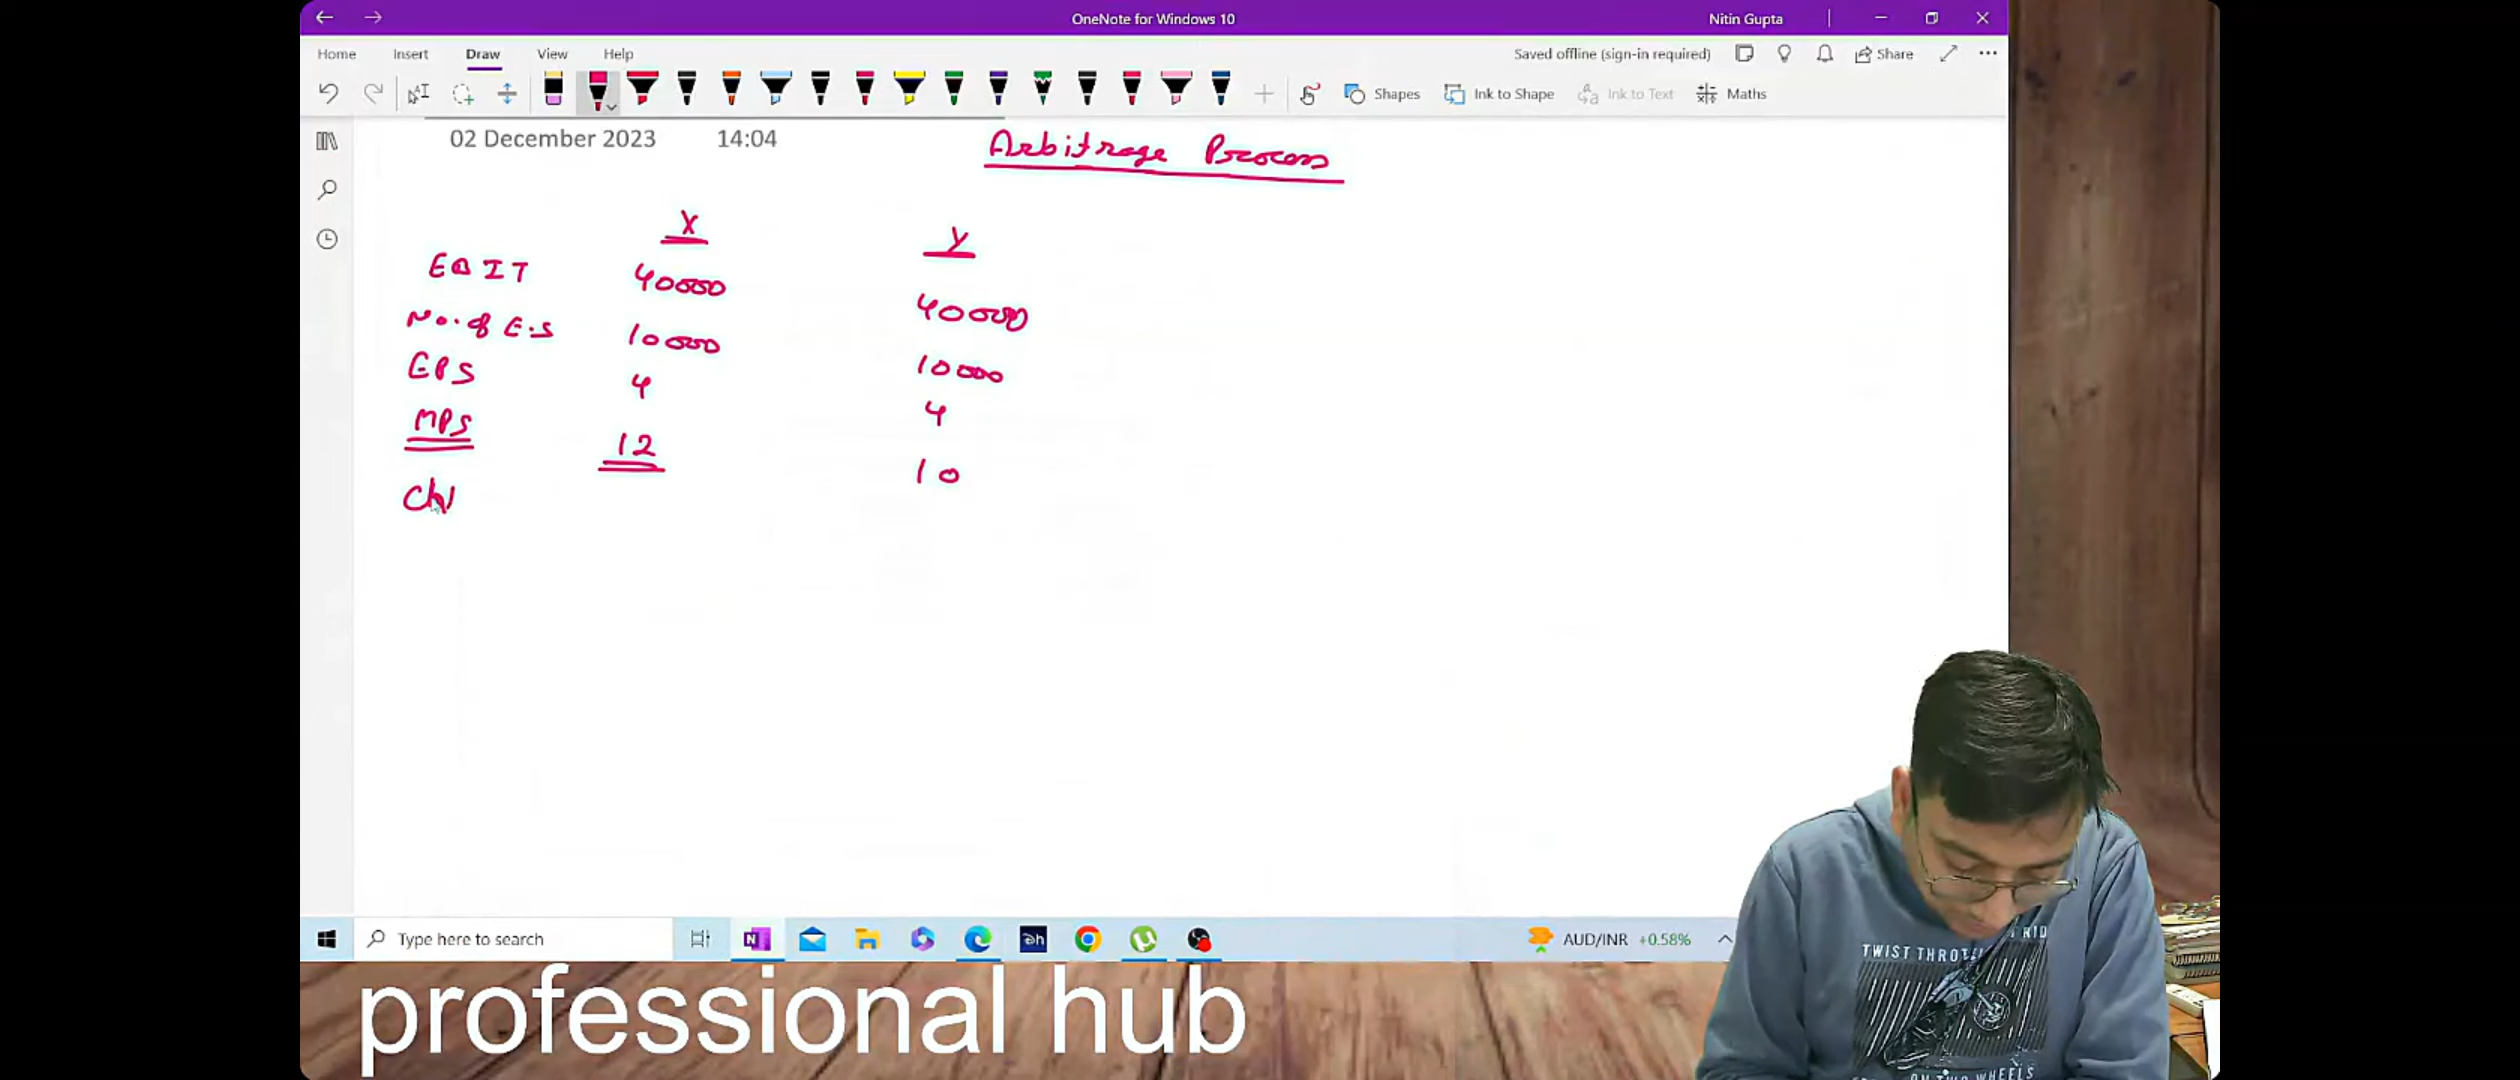 OneNote for Windows 10
Nitin Gupta
Home Insert Draw View Help
Saved offline (sign-in required) Share
Shapes Ink to Shape Ink to Text Maths
02 December 2023 14:04
Arbitrage Process
X Y
EBIT 40000 40000
No. of E.S 10000 10000
EPS 4 4
MPS 12 10
Type here to search
AUD/INR +0.58%
professional hub